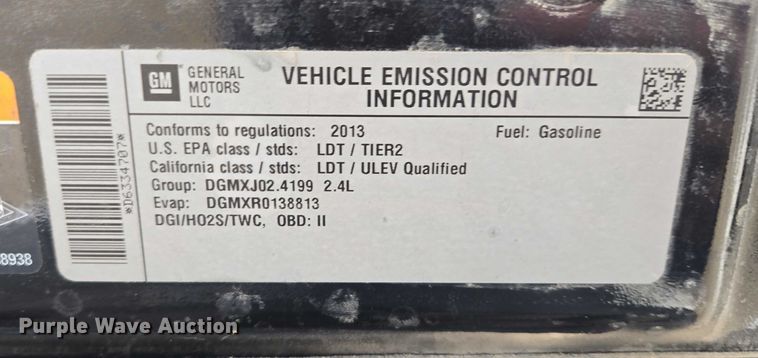 GM
GENERAL
MOTORS
LLC
VEHICLE EMISSION CONTROL
INFORMATION
Conforms to regulations: 2013
Fuel: Gasoline
U.S. EPA class / stds: LDT / TIER2
California class / stds: LDT / ULEV Qualified
Group: DGMXJ02.4199 2.4L
Evap: DGMXR0138813
DGI/HO2S/TWC, OBD: II
*D6334707*
8938
Purple Wave Auction